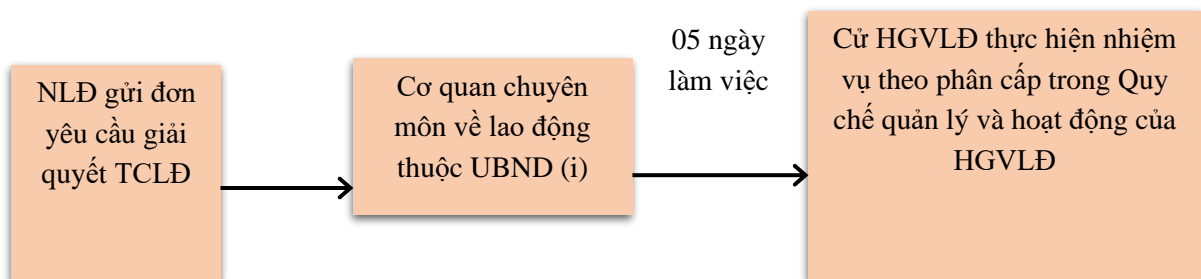 NLĐ gửi đơn
yêu cầu giải
quyết TCLĐ
Cơ quan chuyên
môn về lao động
thuộc UBND (i)
05 ngày
làm việc
Cử HGVLĐ thực hiện nhiệm
vụ theo phân cấp trong Quy
chế quản lý và hoạt động của
HGVLĐ